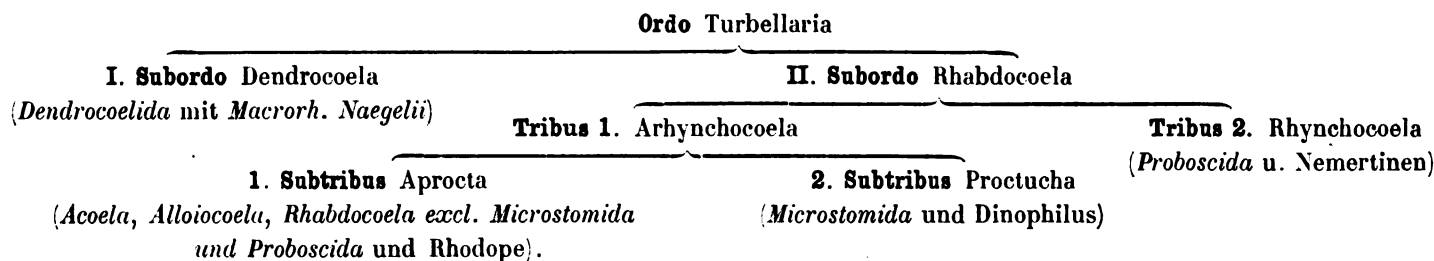 Ordo Turbellaria
I. Subordo Dendrocoela
(Dendrocoelida mit Macrorh. Naegelii)
II. Subordo Rhabdocoela
Tribus 1. Arhynchocoela
Tribus 2. Rhynchocoela
(Proboscida u. Nemertinen)
1. Subtribus Aprocta
(Acoela, Alloiocoela, Rhabdocoela excl. Microstomida
und Proboscida und Rhodope).
2. Subtribus Proctucha
(Microstomida und Dinophilus)